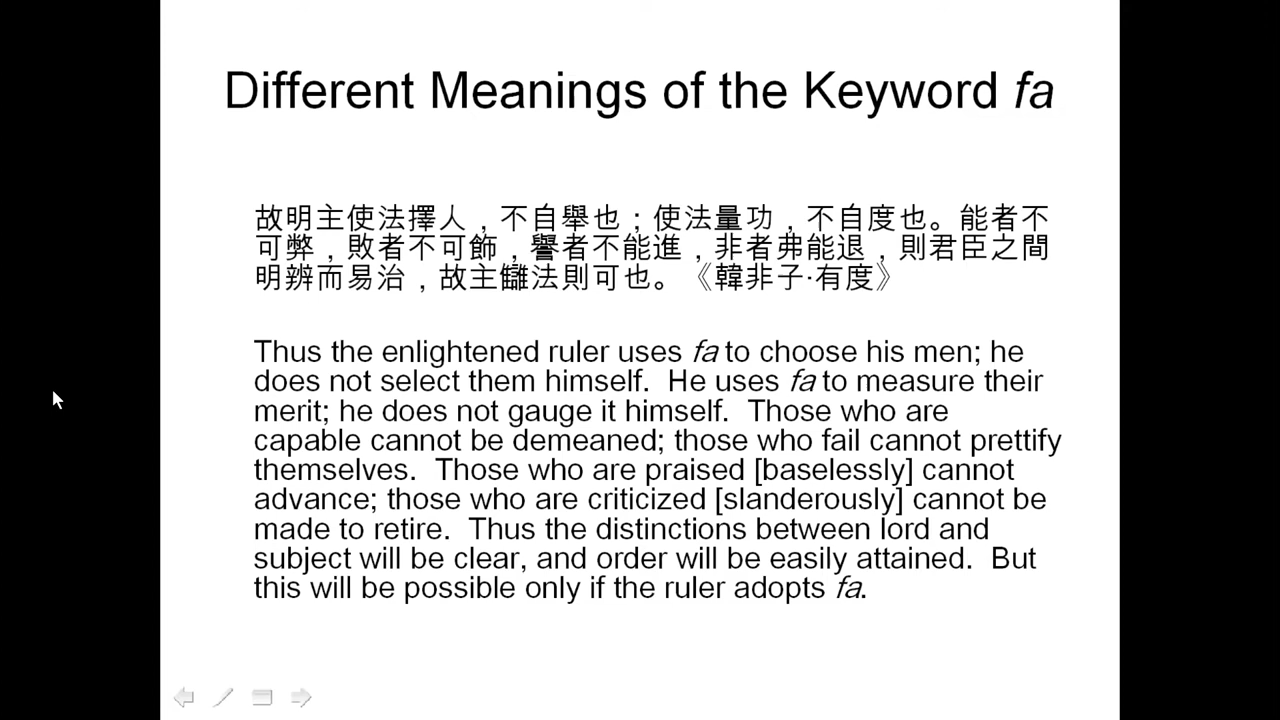 Different Meanings of the Keyword fa
故明主使法擇人，不自舉也；使法量功，不自度也。能者不
可弊，敗者不可飾，譽者不能進，非者弗能退，則君臣之間
明辨而易治，故主讎法則可也。《韓非子·有度》
Thus the enlightened ruler uses fa to choose his men; he
does not select them himself.  He uses fa to measure their
merit; he does not gauge it himself.  Those who are
capable cannot be demeaned; those who fail cannot prettify
themselves.  Those who are praised [baselessly] cannot
advance; those who are criticized [slanderously] cannot be
made to retire.  Thus the distinctions between lord and
subject will be clear, and order will be easily attained.  But
this will be possible only if the ruler adopts fa.